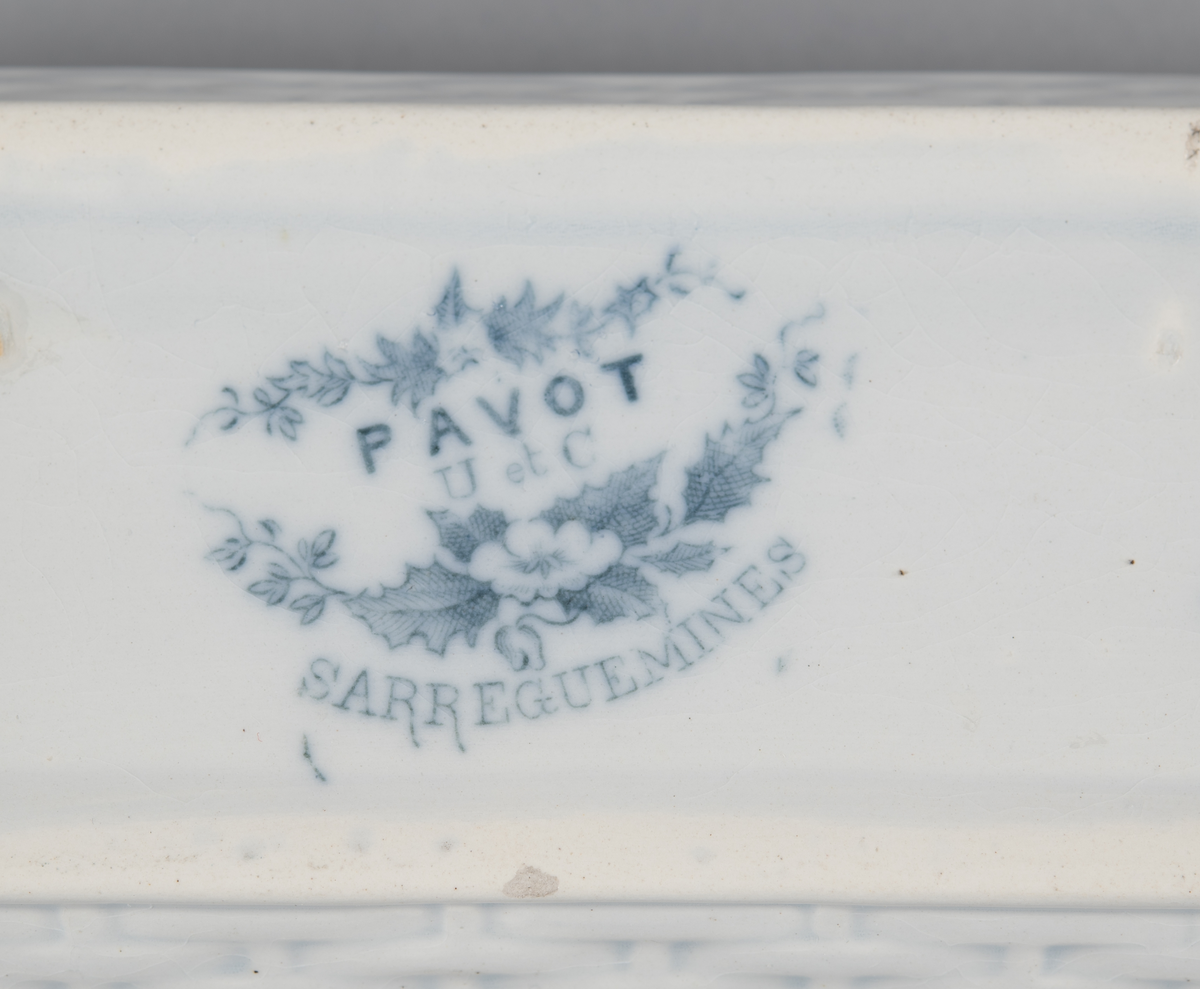 PAVOT
U et C
SARREGUEMINES